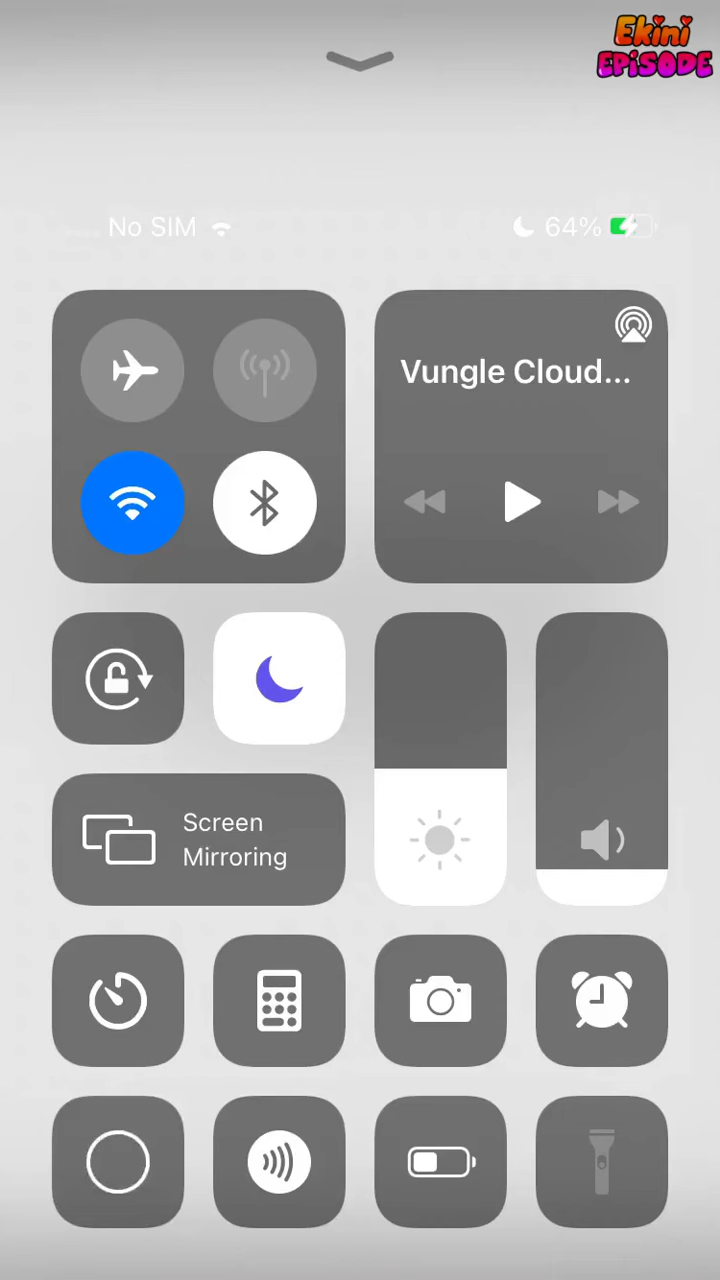 Ekini
EPiSODE
No SIM
64%
Vungle Cloud...
Screen
Mirroring